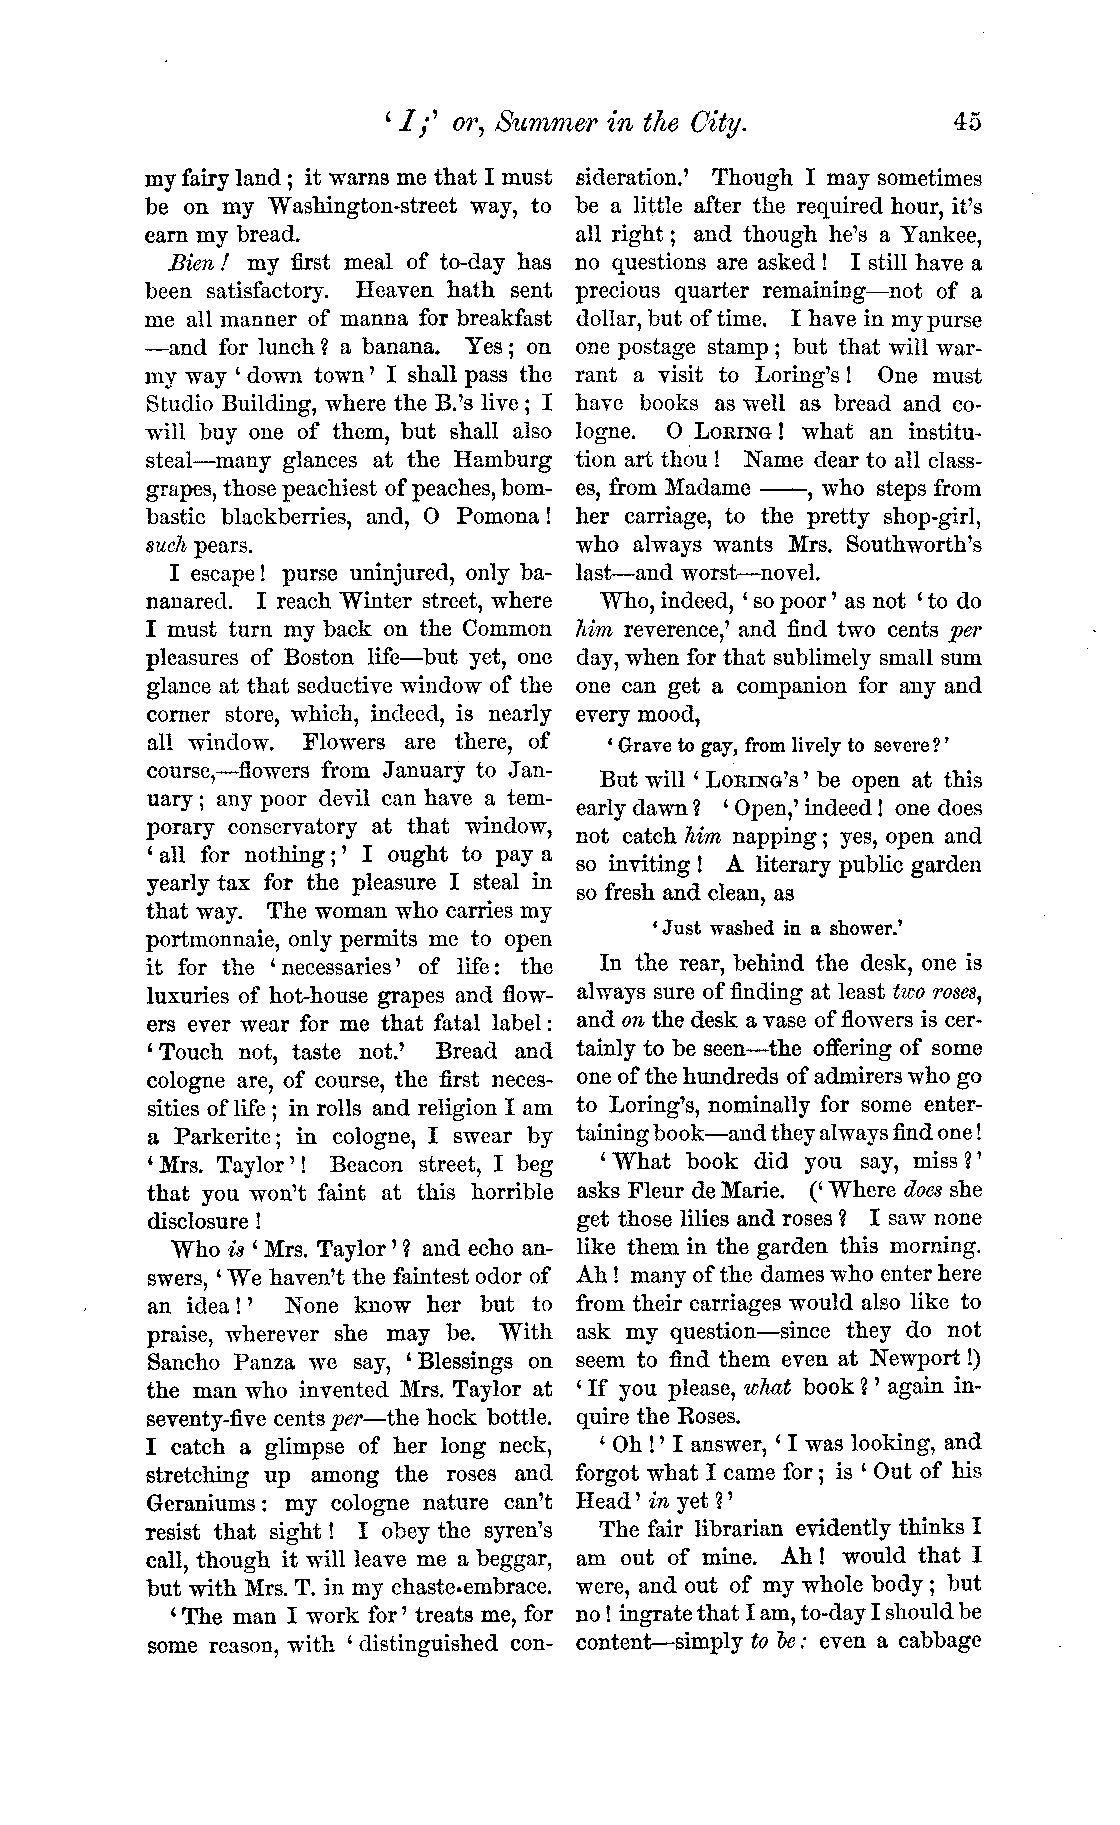 ‘ I ;’ or, Summer in the City. 45
my fairy land ; it warns me that I must
be on my Washington-street way, to
earn my bread.
Bien ! my first meal of to-day has
been satisfactory. Heaven hath sent
me all manner of manna for breakfast
—and for lunch ? a banana. Yes ; on
my way ‘ down town ’ I shall pass the
Studio Building, where the B.’s live ; I
will buy one of them, but shall also
steal—many glances at the Hamburg
grapes, those peachiest of peaches, bom-
bastic blackberries, and, O Pomona !
such pears.
I escape ! purse uninjured, only ba-
nanared. I reach Winter street, where
I must turn my back on the Common
pleasures of Boston life—but yet, one
glance at that seductive window of the
corner store, which, indeed, is nearly
all window. Flowers are there, of
course,—flowers from January to Jan-
uary ; any poor devil can have a tem-
porary conservatory at that window,
‘ all for nothing ; ’ I ought to pay a
yearly tax for the pleasure I steal in
that way. The woman who carries my
portmonnaie, only permits me to open
it for the ‘ necessaries ’ of life : the
luxuries of hot-house grapes and flow-
ers ever wear for me that fatal label :
‘ Touch not, taste not.’ Bread and
cologne are, of course, the first neces-
sities of life ; in rolls and religion I am
a Parkerite ; in cologne, I swear by
‘ Mrs. Taylor ’ ! Beacon street, I beg
that you won’t faint at this horrible
disclosure !
Who is ‘ Mrs. Taylor ’ ? and echo an-
swers, ‘ We haven’t the faintest odor of
an idea ! ’ None know her but to
praise, wherever she may be. With
Sancho Panza we say, ‘ Blessings on
the man who invented Mrs. Taylor at
seventy-five cents per—the hock bottle.
I catch a glimpse of her long neck,
stretching up among the roses and
Geraniums : my cologne nature can’t
resist that sight ! I obey the syren’s
call, though it will leave me a beggar,
but with Mrs. T. in my chaste embrace.
‘ The man I work for ’ treats me, for
some reason, with ‘ distinguished con-
sideration.’ Though I may sometimes
be a little after the required hour, it’s
all right ; and though he’s a Yankee,
no questions are asked ! I still have a
precious quarter remaining—not of a
dollar, but of time. I have in my purse
one postage stamp ; but that will war-
rant a visit to Loring’s ! One must
have books as well as bread and co-
logne. O LORING ! what an institu-
tion art thou ! Name dear to all class-
es, from Madame ——, who steps from
her carriage, to the pretty shop-girl,
who always wants Mrs. Southworth’s
last—and worst—novel.
Who, indeed, ‘ so poor ’ as not ‘ to do
him reverence,’ and find two cents per
day, when for that sublimely small sum
one can get a companion for any and
every mood,
‘ Grave to gay, from lively to severe ? ’
But will ‘ LORING’S ’ be open at this
early dawn ? ‘ Open,’ indeed ! one does
not catch him napping ; yes, open and
so inviting ! A literary public garden
so fresh and clean, as
‘ Just washed in a shower.’
In the rear, behind the desk, one is
always sure of finding at least two roses,
and on the desk a vase of flowers is cer-
tainly to be seen—the offering of some
one of the hundreds of admirers who go
to Loring’s, nominally for some enter-
taining book—and they always find one !
‘ What book did you say, miss ? ’
asks Fleur de Marie. (‘ Where does she
get those lilies and roses ? I saw none
like them in the garden this morning.
Ah ! many of the dames who enter here
from their carriages would also like to
ask my question—since they do not
seem to find them even at Newport !)
‘ If you please, what book ? ’ again in-
quire the Roses.
‘ Oh ! ’ I answer, ‘ I was looking, and
forgot what I came for ; is ‘ Out of his
Head ’ in yet ? ’
The fair librarian evidently thinks I
am out of mine. Ah ! would that I
were, and out of my whole body ; but
no ! ingrate that I am, to-day I should be
content—simply to be : even a cabbage